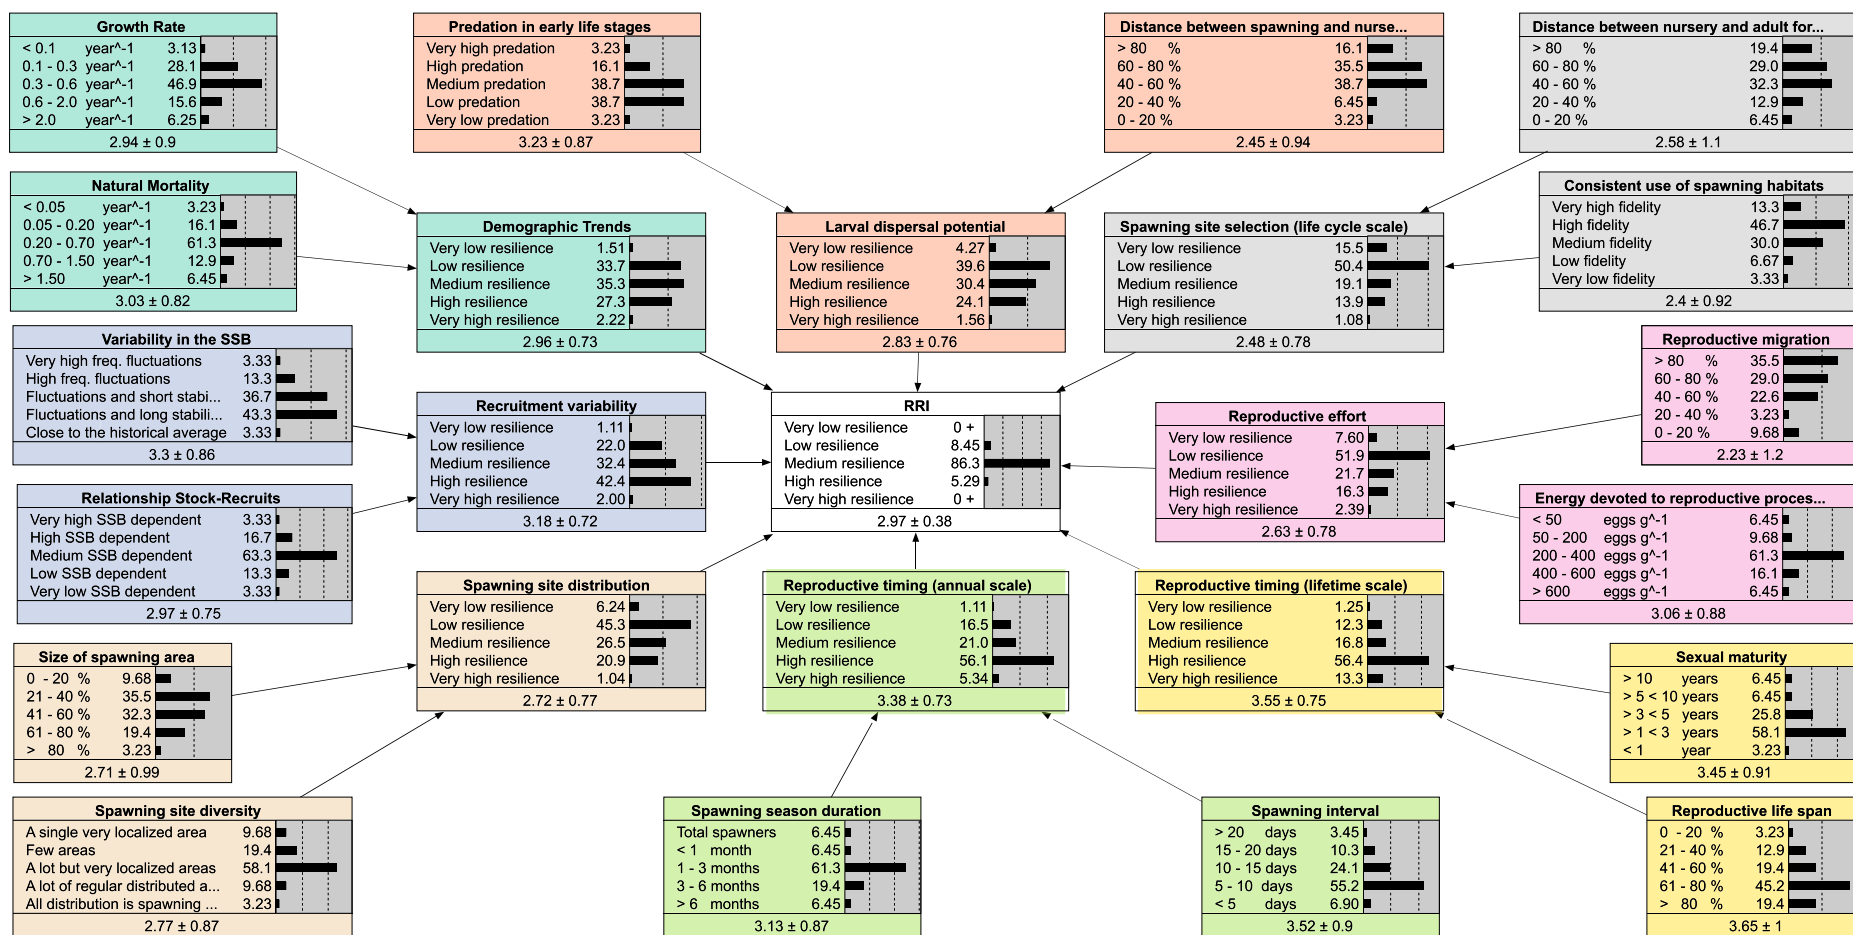 Growth Rate
< 0.1 year^-1 3.13
0.1 - 0.3 year^-1 28.1
0.3 - 0.6 year^-1 46.9
0.6 - 2.0 year^-1 15.6
> 2.0 year^-1 6.25
2.94 ± 0.9
Predation in early life stages
Very high predation 3.23
High predation 16.1
Medium predation 38.7
Low predation 38.7
Very low predation 3.23
3.23 ± 0.87
Distance between spawning and nurse...
> 80 % 16.1
60 - 80 % 35.5
40 - 60 % 38.7
20 - 40 % 6.45
0 - 20 % 3.23
2.45 ± 0.94
Distance between nursery and adult for...
> 80 % 19.4
60 - 80 % 29.0
40 - 60 % 32.3
20 - 40 % 12.9
0 - 20 % 6.45
2.58 ± 1.1
Natural Mortality
< 0.05 year^-1 3.23
0.05 - 0.20 year^-1 16.1
0.20 - 0.70 year^-1 61.3
0.70 - 1.50 year^-1 12.9
> 1.50 year^-1 6.45
3.03 ± 0.82
Demographic Trends
Very low resilience 1.51
Low resilience 33.7
Medium resilience 35.3
High resilience 27.3
Very high resilience 2.22
2.96 ± 0.73
Larval dispersal potential
Very low resilience 4.27
Low resilience 39.6
Medium resilience 30.4
High resilience 24.1
Very high resilience 1.56
2.83 ± 0.76
Spawning site selection (life cycle scale)
Very low resilience 15.5
Low resilience 50.4
Medium resilience 19.1
High resilience 13.9
Very high resilience 1.08
2.48 ± 0.78
Consistent use of spawning habitats
Very high fidelity 13.3
High fidelity 46.7
Medium fidelity 30.0
Low fidelity 6.67
Very low fidelity 3.33
2.4 ± 0.92
Variability in the SSB
Very high freq. fluctuations 3.33
High freq. fluctuations 13.3
Fluctuations and short stabi... 36.7
Fluctuations and long stabili... 43.3
Close to the historical average 3.33
3.3 ± 0.86
Recruitment variability
Very low resilience 1.11
Low resilience 22.0
Medium resilience 32.4
High resilience 42.4
Very high resilience 2.00
3.18 ± 0.72
RRI
Very low resilience 0 +
Low resilience 8.45
Medium resilience 86.3
High resilience 5.29
Very high resilience 0 +
2.97 ± 0.38
Reproductive effort
Very low resilience 7.60
Low resilience 51.9
Medium resilience 21.7
High resilience 16.3
Very high resilience 2.39
2.63 ± 0.78
Reproductive migration
> 80 % 35.5
60 - 80 % 29.0
40 - 60 % 22.6
20 - 40 % 3.23
0 - 20 % 9.68
2.23 ± 1.2
Relationship Stock-Recruits
Very high SSB dependent 3.33
High SSB dependent 16.7
Medium SSB dependent 63.3
Low SSB dependent 13.3
Very low SSB dependent 3.33
2.97 ± 0.75
Energy devoted to reproductive proces...
< 50 eggs g^-1 6.45
50 - 200 eggs g^-1 9.68
200 - 400 eggs g^-1 61.3
400 - 600 eggs g^-1 16.1
> 600 eggs g^-1 6.45
3.06 ± 0.88
Spawning site distribution
Very low resilience 6.24
Low resilience 45.3
Medium resilience 26.5
High resilience 20.9
Very high resilience 1.04
2.72 ± 0.77
Reproductive timing (annual scale)
Very low resilience 1.11
Low resilience 16.5
Medium resilience 21.0
High resilience 56.1
Very high resilience 5.34
3.38 ± 0.73
Reproductive timing (lifetime scale)
Very low resilience 1.25
Low resilience 12.3
Medium resilience 16.8
High resilience 56.4
Very high resilience 13.3
3.55 ± 0.75
Size of spawning area
0 - 20 % 9.68
21 - 40 % 35.5
41 - 60 % 32.3
61 - 80 % 19.4
> 80 % 3.23
2.71 ± 0.99
Sexual maturity
> 10 years 6.45
> 5 < 10 years 6.45
> 3 < 5 years 25.8
> 1 < 3 years 58.1
< 1 year 3.23
3.45 ± 0.91
Spawning site diversity
A single very localized area 9.68
Few areas 19.4
A lot but very localized areas 58.1
A lot of regular distributed a... 9.68
All distribution is spawning ... 3.23
2.77 ± 0.87
Spawning season duration
Total spawners 6.45
< 1 month 6.45
1 - 3 months 61.3
3 - 6 months 19.4
> 6 months 6.45
3.13 ± 0.87
Spawning interval
> 20 days 3.45
15 - 20 days 10.3
10 - 15 days 24.1
5 - 10 days 55.2
< 5 days 6.90
3.52 ± 0.9
Reproductive life span
0 - 20 % 3.23
21 - 40 % 12.9
41 - 60 % 19.4
61 - 80 % 45.2
> 80 % 19.4
3.65 ± 1